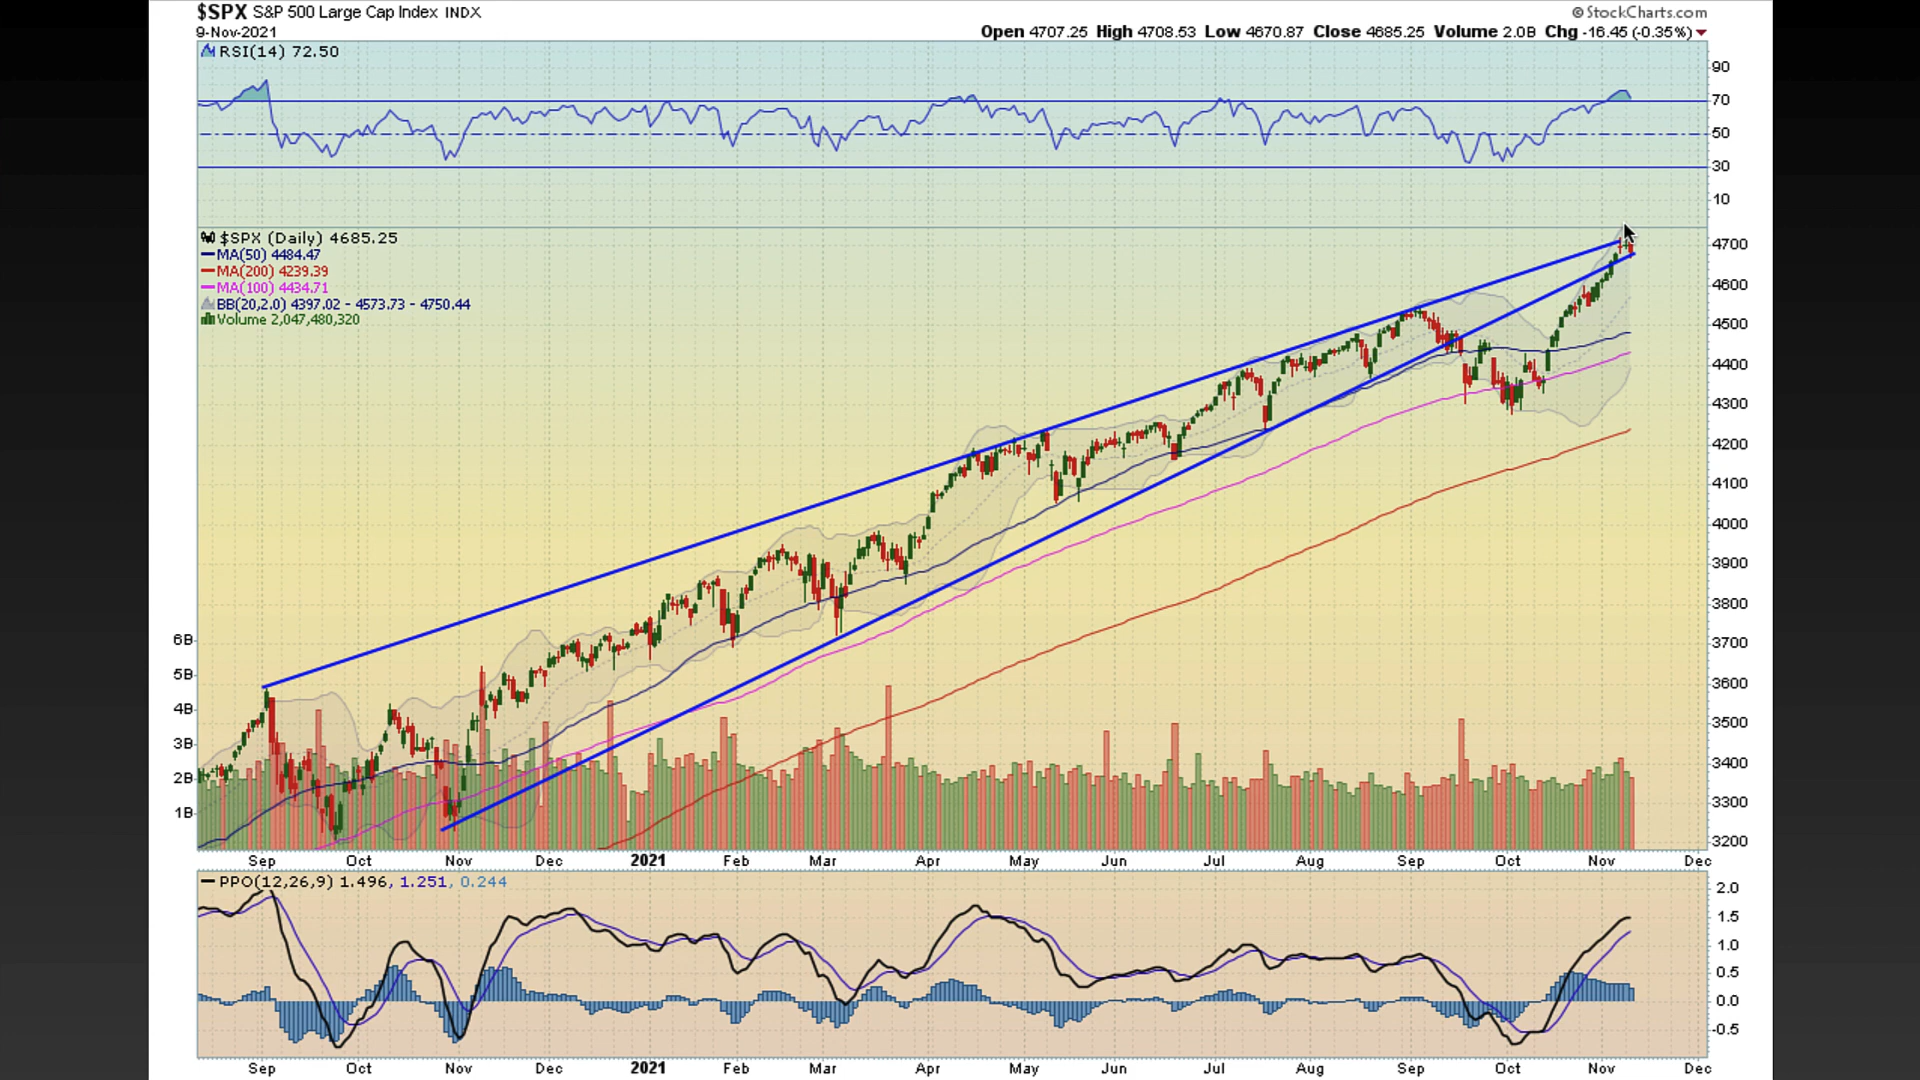 $SPX S&P 500 Large Cap Index INDX
© StockCharts.com
9-Nov-2021
Open 4707.25 High 4708.53 Low 4670.87 Close 4685.25 Volume 2.0B Chg -16.45 (-0.35%)
RSI(14) 72.50
90
70
50
30
10
$SPX (Daily) 4685.25
MA(50) 4484.47
MA(200) 4239.39
MA(100) 4434.71
BB(20,2.0) 4397.02 - 4573.73 - 4750.44
Volume 2,047,480,320
4700
4600
4500
4400
4300
4200
4100
4000
3900
3800
3700
3600
3500
3400
3300
3200
6B
5B
4B
3B
2B
1B
Sep Oct Nov Dec 2021 Feb Mar Apr May Jun Jul Aug Sep Oct Nov Dec
PPO(12,26,9) 1.496, 1.251, 0.244
2.0
1.5
1.0
0.5
0.0
-0.5
Sep Oct Nov Dec 2021 Feb Mar Apr May Jun Jul Aug Sep Oct Nov Dec